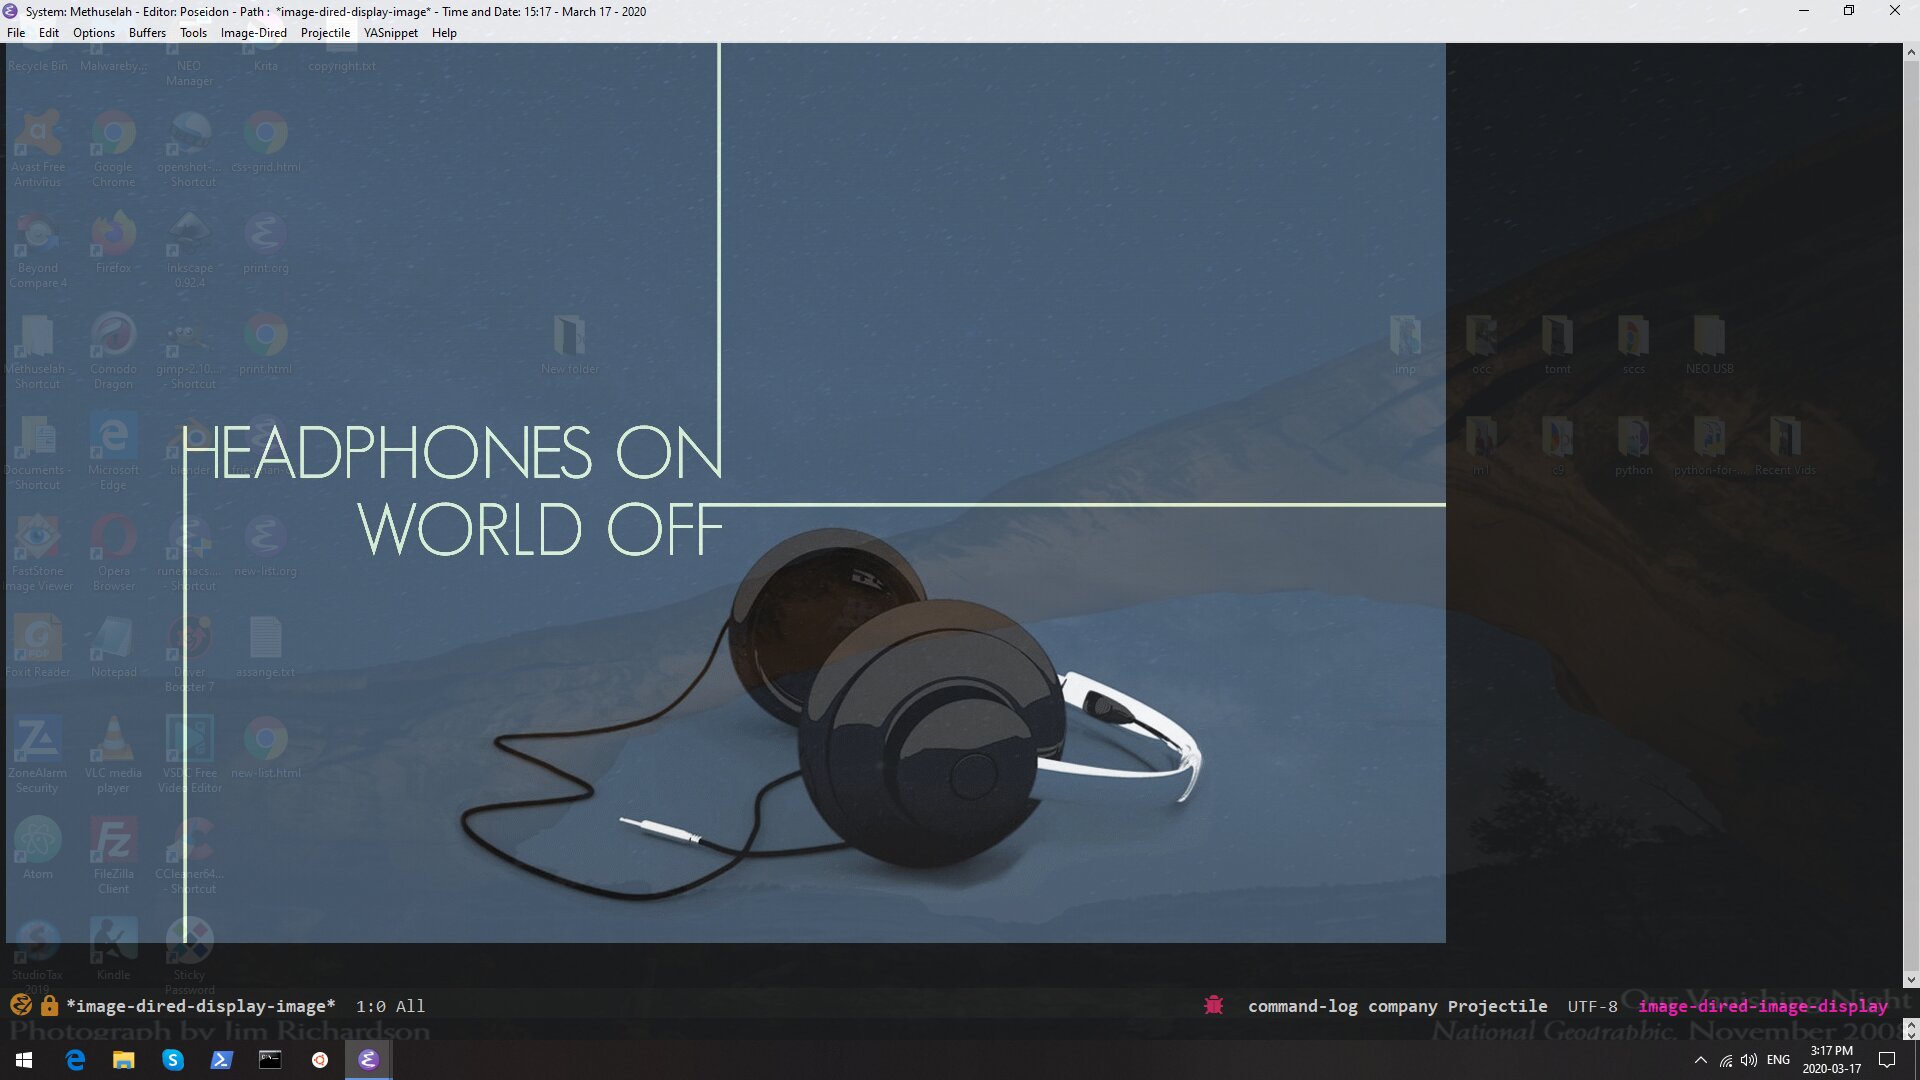 System: Methuselah - Editor: Poseidon - Path : *image-dired-display-image* - Time and Date: 15:17 - March 17 - 2020
File Edit Options Buffers Tools Image-Dired Projectile YASnippet Help
Recycle Bin Malwareby... NEO Manager Krita copyright.txt
Avast Free Antivirus Google Chrome openshot-... - Shortcut css-grid.html
Beyond Compare 4 Firefox Inkscape 0.92.4 print.org
Methuselah - Shortcut Comodo Dragon gimp-2.10.... - Shortcut print.html New folder imp occ tomt sccs NEO USB
HEADPHONES ON
WORLD OFF
Documents - Shortcut Microsoft Edge blender m1 c9 python python-for-... Recent Vids
FastStone Image Viewer Opera Browser runemacs.... - Shortcut new-list.org
Foxit Reader Notepad Driver Booster 7 assange.txt
ZoneAlarm Security VLC media player VSDC Free Video Editor new-list.html
Atom FileZilla Client CCleaner64... - Shortcut
StudioTax 2019 Kindle Sticky Password
*image-dired-display-image* 1:0 All command-log company Projectile UTF-8 image-dired-image-display
Our Vanishing Night
Photograph by Jim Richardson National Geographic, November 2008
ENG 3:17 PM
2020-03-17